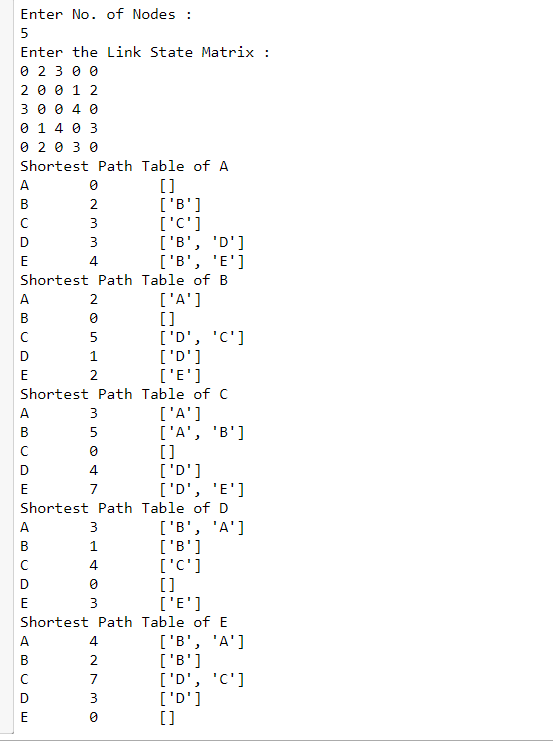 Enter No. of Nodes :
5
Enter the Link State Matrix :
0 2 3 0 0
2 0 0 1 2
3 0 0 4 0
0 1 4 0 3
0 2 0 3 0
Shortest Path Table of A
A 0 []
B 2 ['B']
C 3 ['C']
D 3 ['B', 'D']
E 4 ['B', 'E']
Shortest Path Table of B
A 2 ['A']
B 0 []
C 5 ['D', 'C']
D 1 ['D']
E 2 ['E']
Shortest Path Table of C
A 3 ['A']
B 5 ['A', 'B']
C 0 []
D 4 ['D']
E 7 ['D', 'E']
Shortest Path Table of D
A 3 ['B', 'A']
B 1 ['B']
C 4 ['C']
D 0 []
E 3 ['E']
Shortest Path Table of E
A 4 ['B', 'A']
B 2 ['B']
C 7 ['D', 'C']
D 3 ['D']
E 0 []